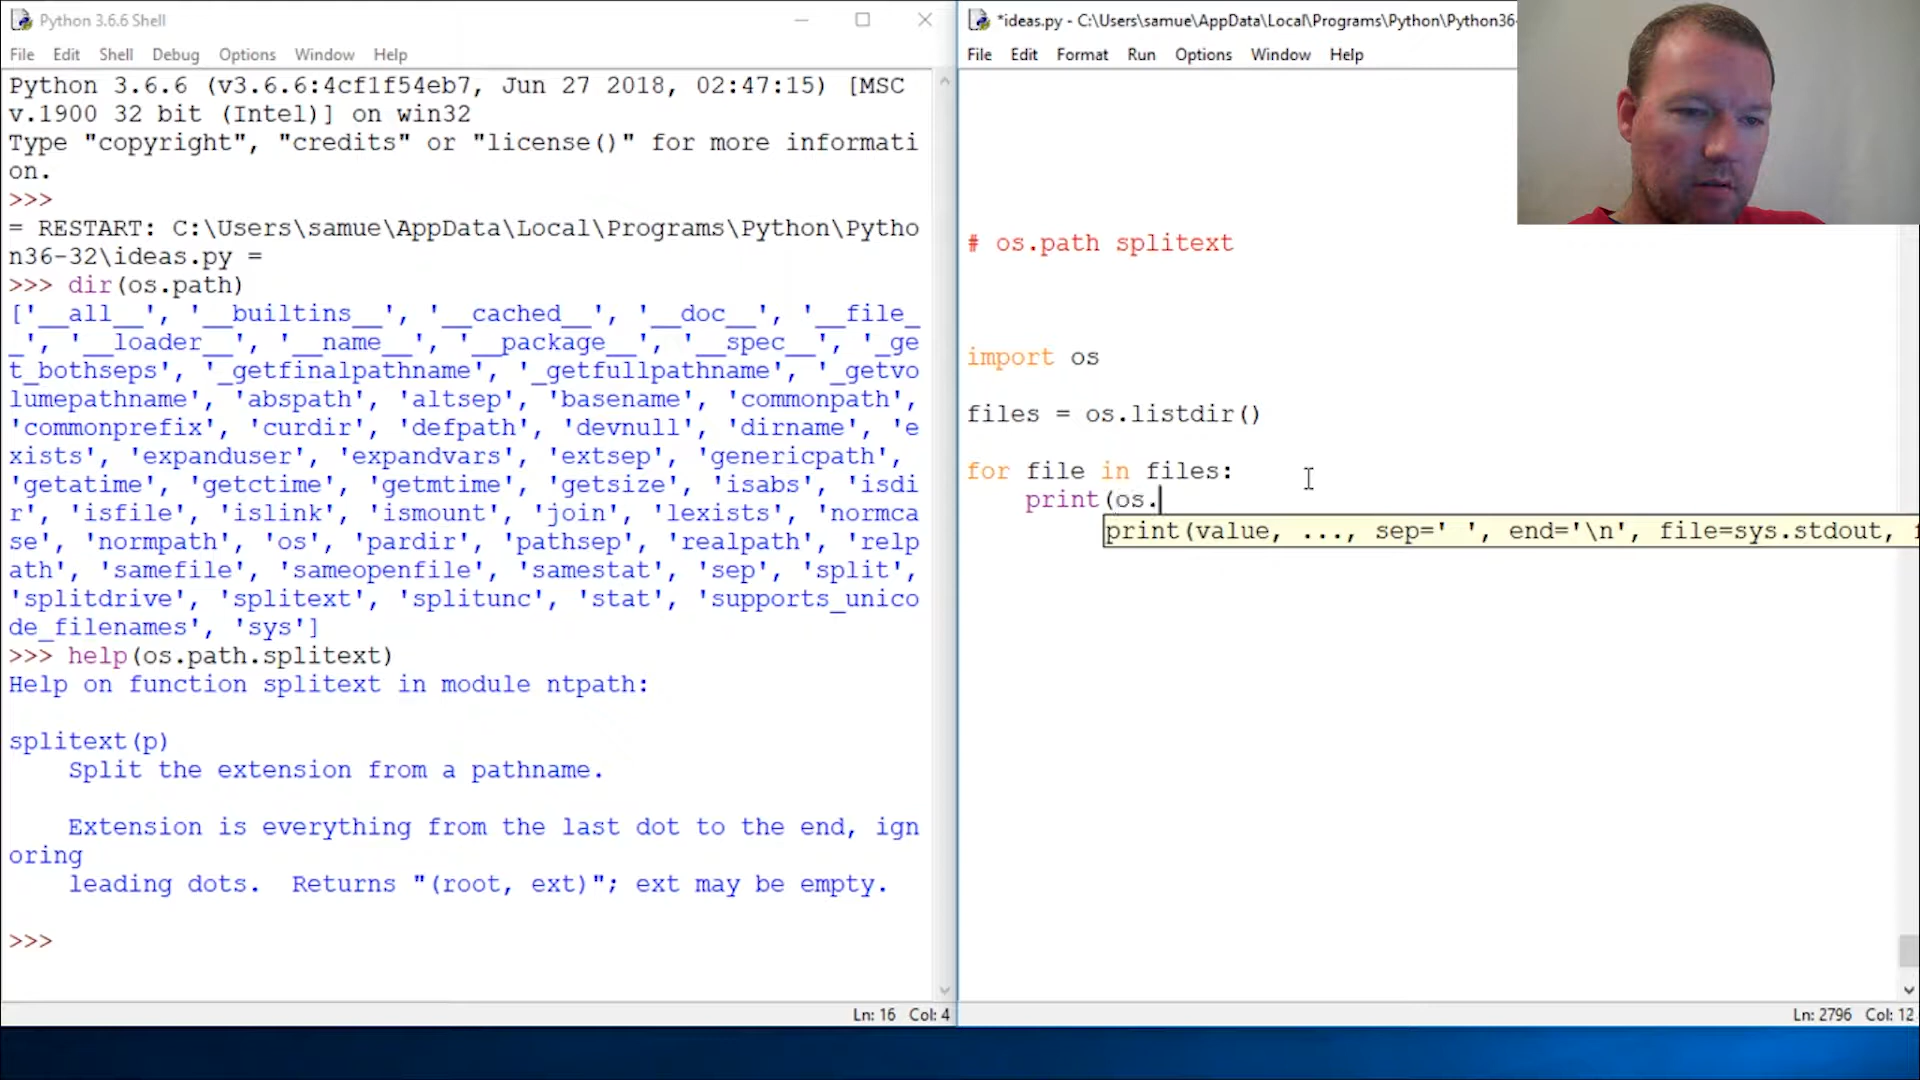 Python 3.6.6 Shell
File Edit Shell Debug Options Window Help
Python 3.6.6 (v3.6.6:4cf1f54eb7, Jun 27 2018, 02:47:15) [MSC
v.1900 32 bit (Intel)] on win32
Type "copyright", "credits" or "license()" for more informati
on.
>>>
= RESTART: C:\Users\samue\AppData\Local\Programs\Python\Pytho
n36-32\ideas.py =
>>> dir(os.path)
['__all__', '__builtins__', '__cached__', '__doc__', '__file_
_', '__loader__', '__name__', '__package__', '__spec__', '_ge
t_bothseps', '_getfinalpathname', '_getfullpathname', '_getvo
lumepathname', 'abspath', 'altsep', 'basename', 'commonpath',
'commonprefix', 'curdir', 'defpath', 'devnull', 'dirname', 'e
xists', 'expanduser', 'expandvars', 'extsep', 'genericpath',
'getatime', 'getctime', 'getmtime', 'getsize', 'isabs', 'isdi
r', 'isfile', 'islink', 'ismount', 'join', 'lexists', 'normca
se', 'normpath', 'os', 'pardir', 'pathsep', 'realpath', 'relp
ath', 'samefile', 'sameopenfile', 'samestat', 'sep', 'split',
'splitdrive', 'splitext', 'splitunc', 'stat', 'supports_unico
de_filenames', 'sys']
>>> help(os.path.splitext)
Help on function splitext in module ntpath:
splitext(p)
Split the extension from a pathname.
Extension is everything from the last dot to the end, ign
oring
leading dots.  Returns "(root, ext)"; ext may be empty.
>>>
Ln: 16 Col: 4
*ideas.py - C:\Users\samue\AppData\Local\Programs\Python\Python36-
File Edit Format Run Options Window Help
# os.path splitext
import os
files = os.listdir()
for file in files:
print(os.
print(value, ..., sep=' ', end='\n', file=sys.stdout, f
Ln: 2796 Col: 12